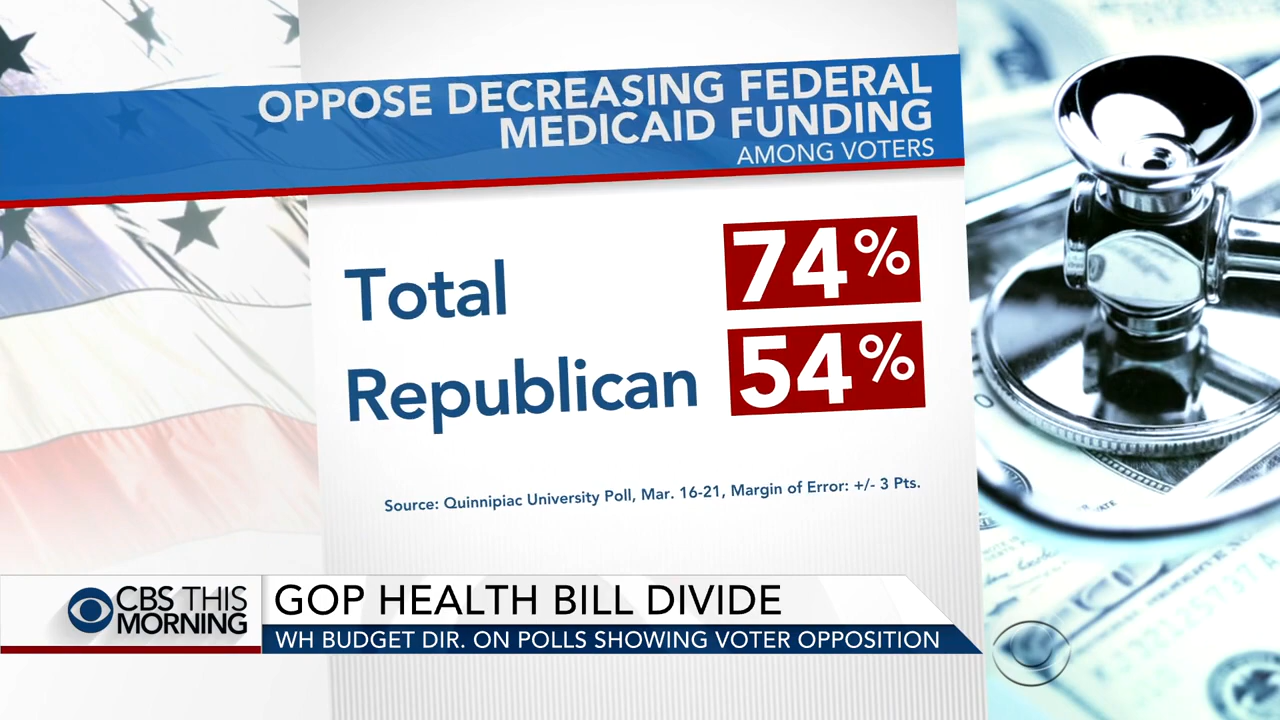 OPPOSE DECREASING FEDERAL
MEDICAID FUNDING
AMONG VOTERS
Total 74%
Republican 54%
Source: Quinnipiac University Poll, Mar. 16-21, Margin of Error: +/- 3 Pts.
CBS THIS
MORNING
GOP HEALTH BILL DIVIDE
WH BUDGET DIR. ON POLLS SHOWING VOTER OPPOSITION